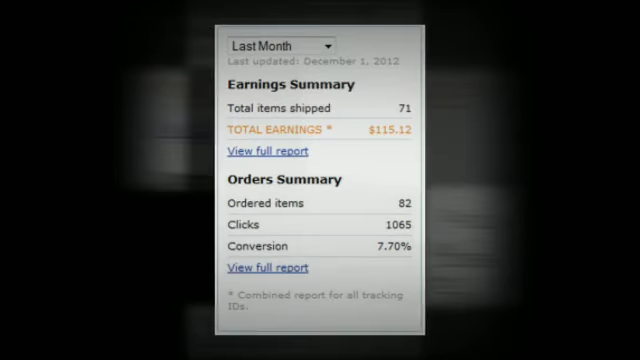 Last Month
Last updated: December 1, 2012
Earnings Summary
Total items shipped 71
TOTAL EARNINGS * $115.12
View full report
Orders Summary
Ordered items 82
Clicks 1065
Conversion 7.70%
View full report
* Combined report for all tracking
IDs.